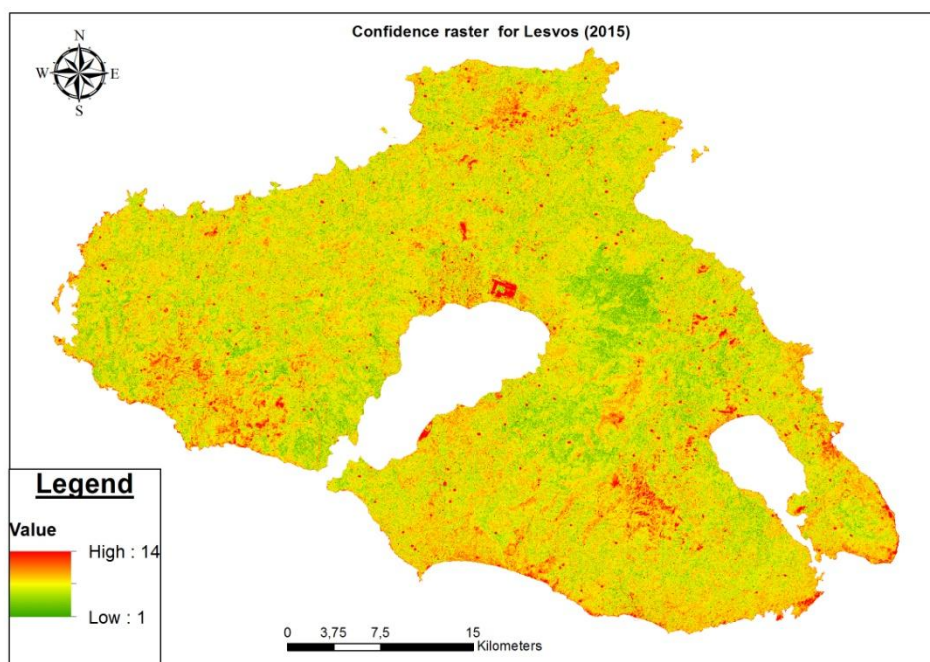 Confidence raster for Lesvos (2015)
N
W E
S
Legend
Value
High : 14
Low : 1
0 3,75 7,5 15
Kilometers